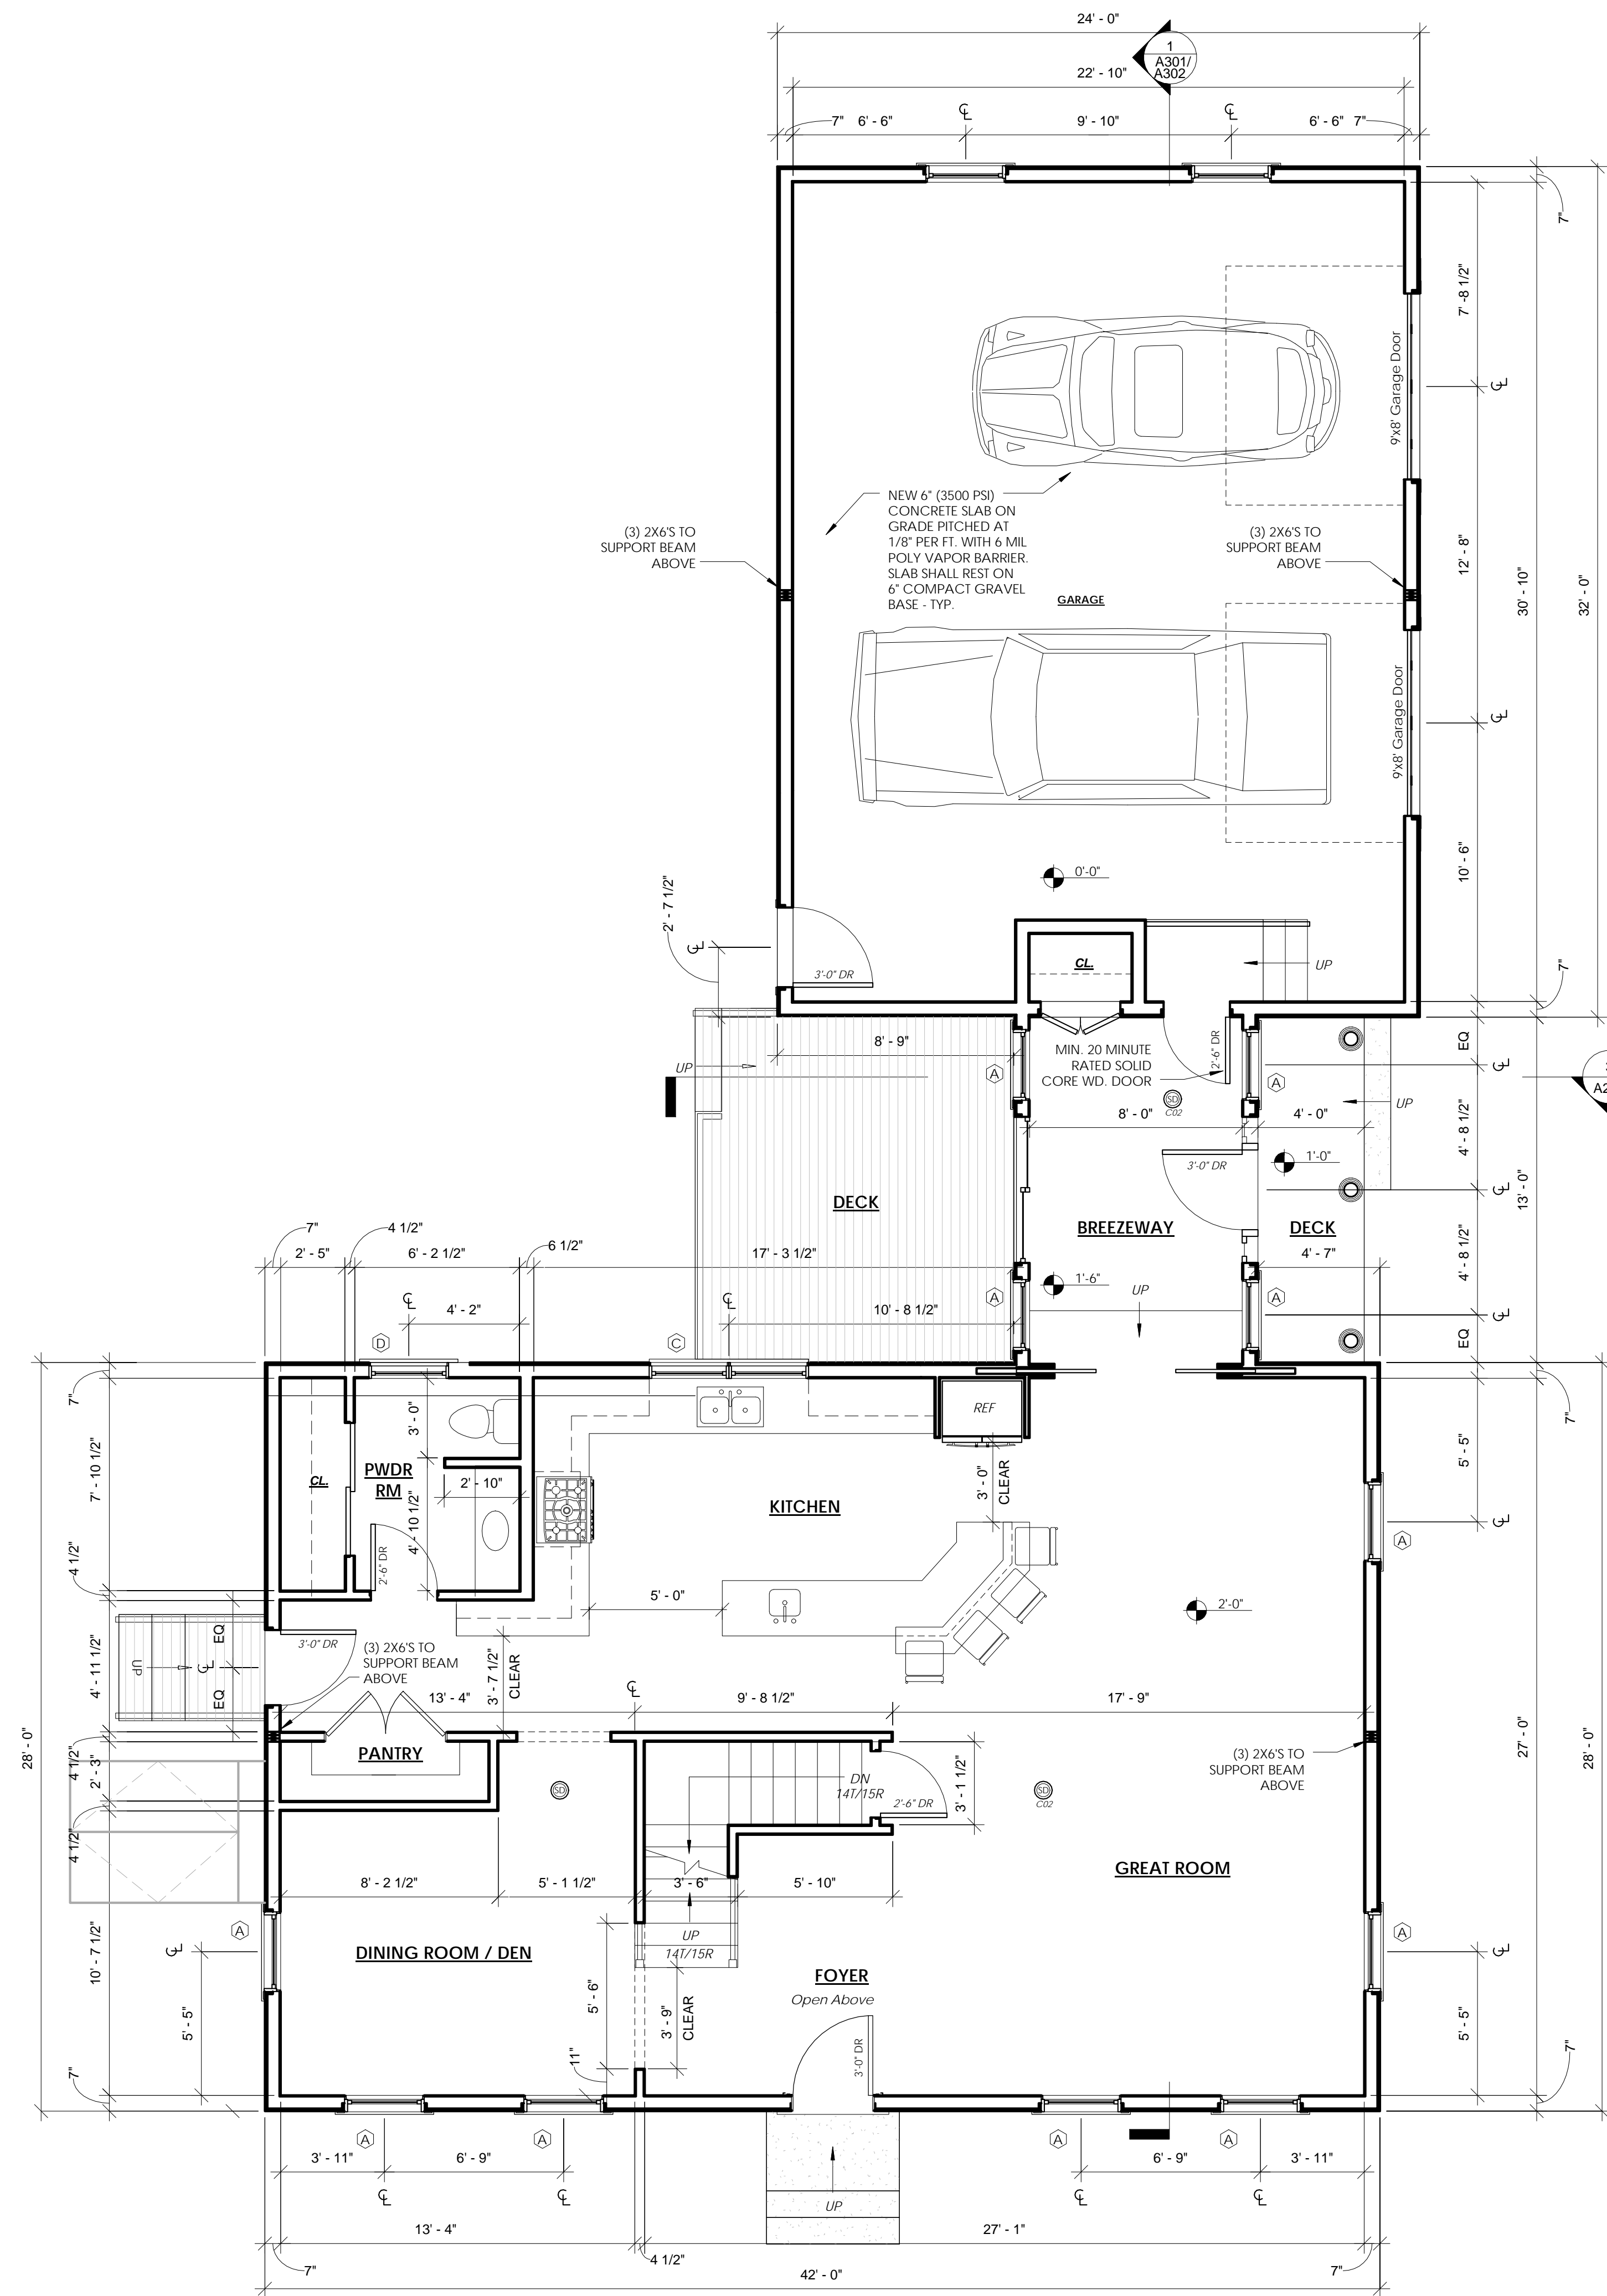 24' - 0"
1
A301/
A302
22' - 10"
7" 6' - 6" 9' - 10" 6' - 6" 7"
7"
7' -8 1/2"
9'x8' Garage Door
NEW 6" (3500 PSI)
CONCRETE SLAB ON
GRADE PITCHED AT
1/8" PER FT. WITH 6 MIL
POLY VAPOR BARRIER.
SLAB SHALL REST ON
6" COMPACT GRAVEL
BASE - TYP.
(3) 2X6'S TO
SUPPORT BEAM
ABOVE
(3) 2X6'S TO
SUPPORT BEAM
ABOVE
GARAGE
12' - 8"
30' - 10"
32' - 0"
9'x8' Garage Door
10' - 6"
0'-0"
2' - 7 1/2"
3'-0" DR
CL.
UP
7"
8' - 9"
UP
MIN. 20 MINUTE
RATED SOLID
CORE WD. DOOR
2'-6" DR
A
A
SD
C02
EQ
A2
8' - 0"
4' - 0"
UP
4' - 8 1/2"
3'-0" DR
1'-0"
13' - 0"
DECK
BREEZEWAY
DECK
7"
4 1/2"
2' - 5"
6' - 2 1/2"
6 1/2"
17' - 3 1/2"
4' - 7"
4' - 8 1/2"
1'-6"
UP
A
A
4' - 2"
10' - 8 1/2"
D
C
EQ
7"
7"
3' - 0"
REF
CL.
PWDR
RM
2' - 10"
7' - 10 1/2"
4' - 10 1/2"
KITCHEN
3' - 0"
CLEAR
5' - 5"
A
2'-6" DR
4 1/2"
5' - 0"
2'-0"
EQ
3'-0" DR
(3) 2X6'S TO
SUPPORT BEAM
ABOVE
UP
4' - 11 1/2"
EQ
3' - 7 1/2"
CLEAR
13' - 4"
9' - 8 1/2"
17' - 9"
28' - 0"
27' - 0"
28' - 0"
PANTRY
4 1/2"
2' - 3"
4 1/2"
SD
DN
14T/15R
2'-6" DR
3' - 1 1/2"
SD
C02
(3) 2X6'S TO
SUPPORT BEAM
ABOVE
GREAT ROOM
8' - 2 1/2"
5' - 1 1/2"
3' - 6"
5' - 10"
A
A
10' - 7 1/2"
DINING ROOM / DEN
UP
14T/15R
FOYER
Open Above
5' - 5"
5' - 6"
3' - 9"
CLEAR
3'-0" DR
5' - 5"
11"
7"
7"
A
A
A
A
3' - 11"
6' - 9"
6' - 9"
3' - 11"
UP
13' - 4"
27' - 1"
7"
4 1/2"
7"
42' - 0"